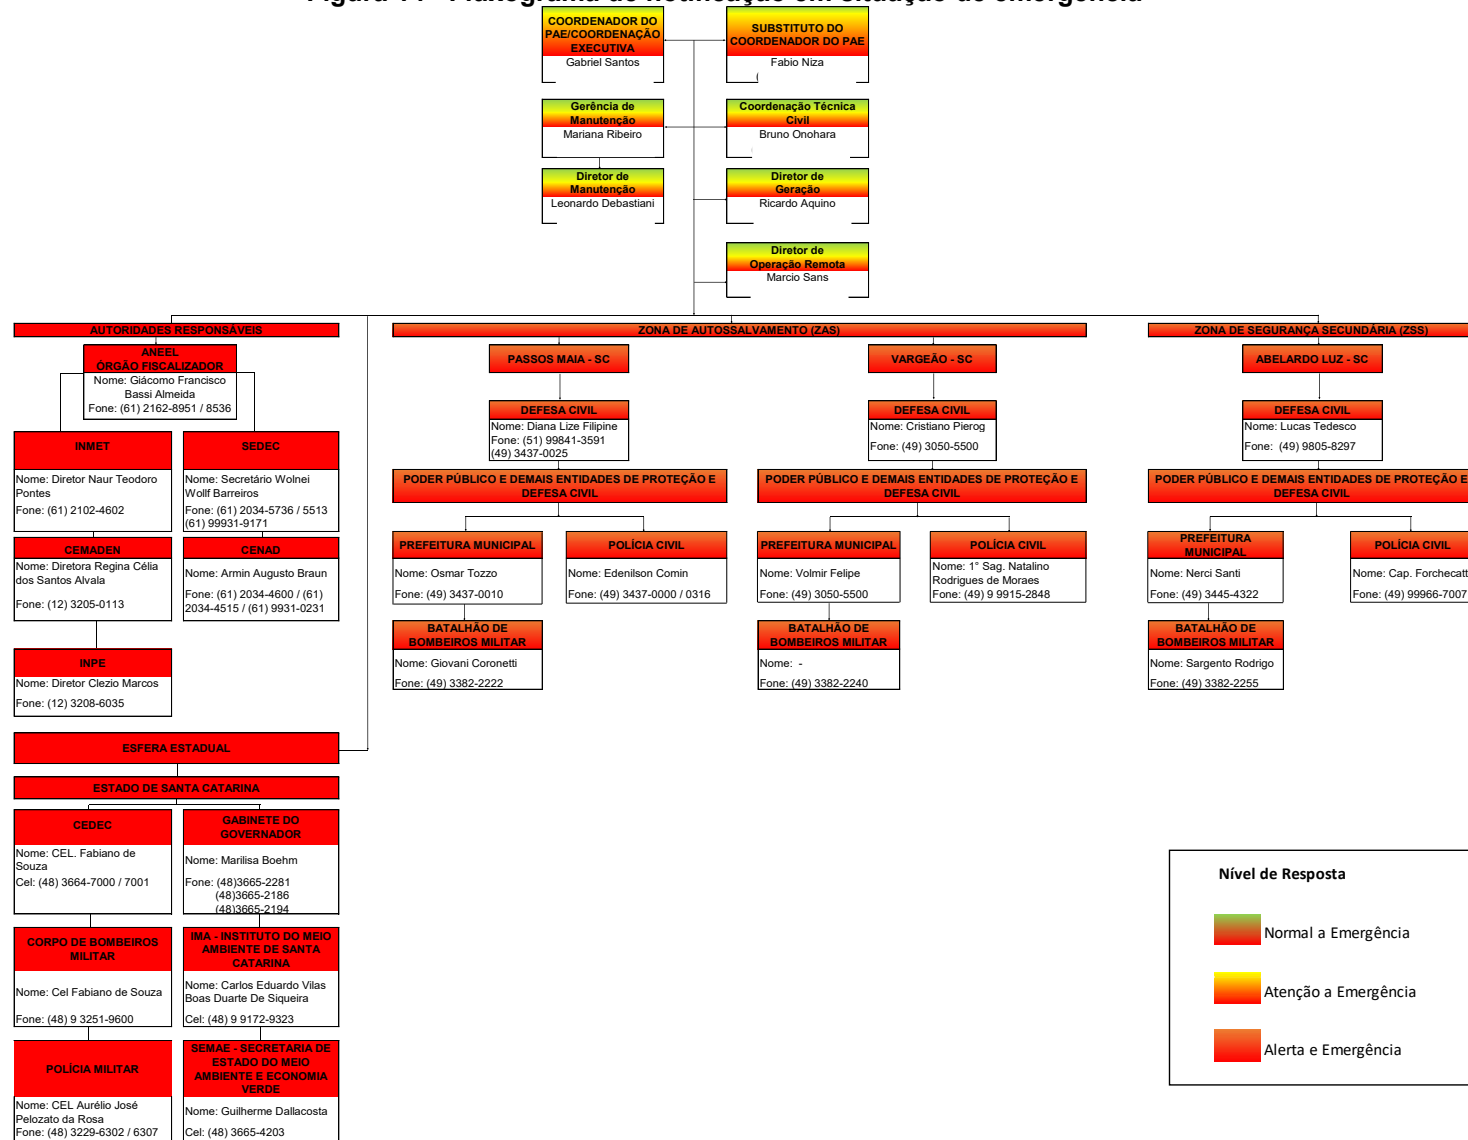 COORDENADOR DO
PAE/COORDENAÇÃO
EXECUTIVA
Gabriel Santos
SUBSTITUTO DO
COORDENADOR DO PAE
Fabio Niza
Gerência de
Manutenção
Mariana Ribeiro
Coordenação Técnica
Civil
Bruno Onohara
Diretor de
Manutenção
Leonardo Debastiani
Diretor de
Geração
Ricardo Aquino
Diretor de
Operação Remota
Marcio Sans
AUTORIDADES RESPONSÁVEIS
ANEEL
ÓRGÃO FISCALIZADOR
Nome: Giácomo Francisco
Bassi Almeida
Fone: (61) 2162-8951 / 8536
INMET
Nome: Diretor Naur Teodoro
Pontes
Fone: (61) 2102-4602
SEDEC
Nome: Secretário Wolnei
Wollf Barreiros
Fone: (61) 2034-5736 / 5513
(61) 99931-9171
CEMADEN
Nome: Diretora Regina Célia
dos Santos Alvala
Fone: (12) 3205-0113
CENAD
Nome: Armin Augusto Braun
Fone: (61) 2034-4600 / (61)
2034-4515 / (61) 9931-0231
INPE
Nome: Diretor Clezio Marcos
Fone: (12) 3208-6035
ESFERA ESTADUAL
ESTADO DE SANTA CATARINA
CEDEC
Nome: CEL. Fabiano de
Souza
Cel: (48) 3664-7000 / 7001
GABINETE DO
GOVERNADOR
Nome: Marilisa Boehm
Fone: (48)3665-2281
(48)3665-2186
(48)3665-2194
CORPO DE BOMBEIROS
MILITAR
Nome: Cel Fabiano de Souza
Fone: (48) 9 3251-9600
IMA - INSTITUTO DO MEIO
AMBIENTE DE SANTA
CATARINA
Nome: Carlos Eduardo Vilas
Boas Duarte De Siqueira
Cel: (48) 9 9172-9323
POLÍCIA MILITAR
Nome: CEL Aurélio José
Pelozato da Rosa
Fone: (48) 3229-6302 / 6307
SEMAE - SECRETARIA DE
ESTADO DO MEIO
AMBIENTE E ECONOMIA
VERDE
Nome: Guilherme Dallacosta
Cel: (48) 3665-4203
ZONA DE AUTOSSALVAMENTO (ZAS)
PASSOS MAIA - SC
DEFESA CIVIL
Nome: Diana Lize Filipine
Fone: (51) 99841-3591
(49) 3437-0025
PODER PÚBLICO E DEMAIS ENTIDADES DE PROTEÇÃO E
DEFESA CIVIL
PREFEITURA MUNICIPAL
Nome: Osmar Tozzo
Fone: (49) 3437-0010
POLÍCIA CIVIL
Nome: Edenilson Comin
Fone: (49) 3437-0000 / 0316
BATALHÃO DE
BOMBEIROS MILITAR
Nome: Giovani Coronetti
Fone: (49) 3382-2222
VARGEÃO - SC
DEFESA CIVIL
Nome: Cristiano Pierog
Fone: (49) 3050-5500
PODER PÚBLICO E DEMAIS ENTIDADES DE PROTEÇÃO E
DEFESA CIVIL
PREFEITURA MUNICIPAL
Nome: Volmir Felipe
Fone: (49) 3050-5500
POLÍCIA CIVIL
Nome: 1° Sag. Natalino
Rodrigues de Moraes
Fone: (49) 9 9915-2848
BATALHÃO DE
BOMBEIROS MILITAR
Nome: -
Fone: (49) 3382-2240
ZONA DE SEGURANÇA SECUNDÁRIA (ZSS)
ABELARDO LUZ - SC
DEFESA CIVIL
Nome: Lucas Tedesco
Fone: (49) 9805-8297
PODER PÚBLICO E DEMAIS ENTIDADES DE PROTEÇÃO E
DEFESA CIVIL
PREFEITURA
MUNICIPAL
Nome: Nerci Santi
Fone: (49) 3445-4322
POLÍCIA CIVIL
Nome: Cap. Forchecatt
Fone: (49) 99966-7007
BATALHÃO DE
BOMBEIROS MILITAR
Nome: Sargento Rodrigo
Fone: (49) 3382-2255
Nível de Resposta
Normal a Emergência
Atenção a Emergência
Alerta e Emergência